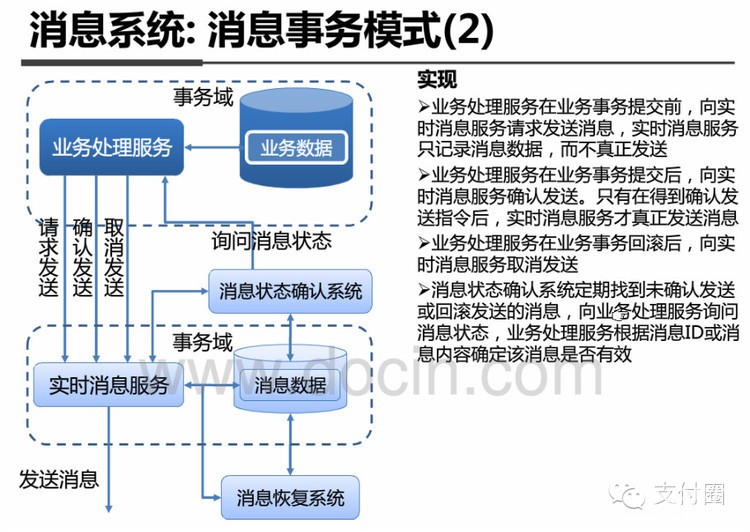 消息系统: 消息事务模式(2)
事务域
业务处理服务
业务数据
请求发送
确认发送
取消发送
询问消息状态
消息状态确认系统
事务域
实时消息服务
消息数据
发送消息
消息恢复系统
实现
➢业务处理服务在业务事务提交前，向实
时消息服务请求发送消息，实时消息服务
只记录消息数据，而不真正发送
➢业务处理服务在业务事务提交后，向实
时消息服务确认发送。只有在得到确认发
送指令后，实时消息服务才真正发送消息
➢业务处理服务在业务事务回滚后，向实
时消息服务取消发送
➢消息状态确认系统定期找到未确认发送
或回滚发送的消息，向业务处理服务询问
消息状态，业务处理服务根据消息ID或消
息内容确定该消息是否有效
www.docin.com
支付圈